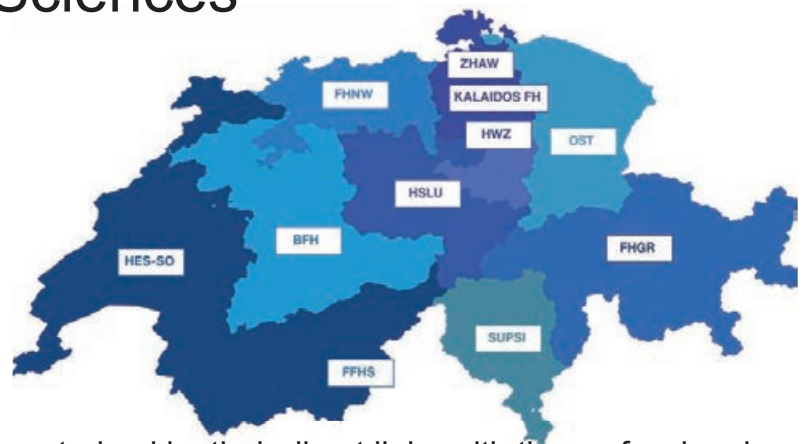 Sciences
ZHAW
FHNW
KALAIDOS FH
HWZ
OST
HSLU
BFH
FHGR
HES-SO
SUPSI
FFHS